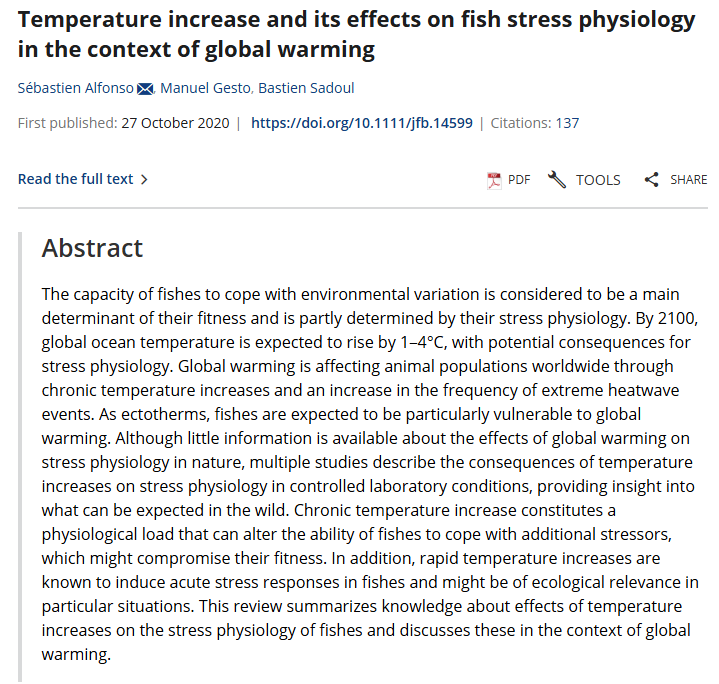 Temperature increase and its effects on fish stress physiology
in the context of global warming
Sébastien Alfonso, Manuel Gesto, Bastien Sadoul
First published: 27 October 2020 | https://doi.org/10.1111/jfb.14599 | Citations: 137
Read the full text > PDF TOOLS SHARE
Abstract
The capacity of fishes to cope with environmental variation is considered to be a main
determinant of their fitness and is partly determined by their stress physiology. By 2100,
global ocean temperature is expected to rise by 1–4°C, with potential consequences for
stress physiology. Global warming is affecting animal populations worldwide through
chronic temperature increases and an increase in the frequency of extreme heatwave
events. As ectotherms, fishes are expected to be particularly vulnerable to global
warming. Although little information is available about the effects of global warming on
stress physiology in nature, multiple studies describe the consequences of temperature
increases on stress physiology in controlled laboratory conditions, providing insight into
what can be expected in the wild. Chronic temperature increase constitutes a
physiological load that can alter the ability of fishes to cope with additional stressors,
which might compromise their fitness. In addition, rapid temperature increases are
known to induce acute stress responses in fishes and might be of ecological relevance in
particular situations. This review summarizes knowledge about effects of temperature
increases on the stress physiology of fishes and discusses these in the context of global
warming.